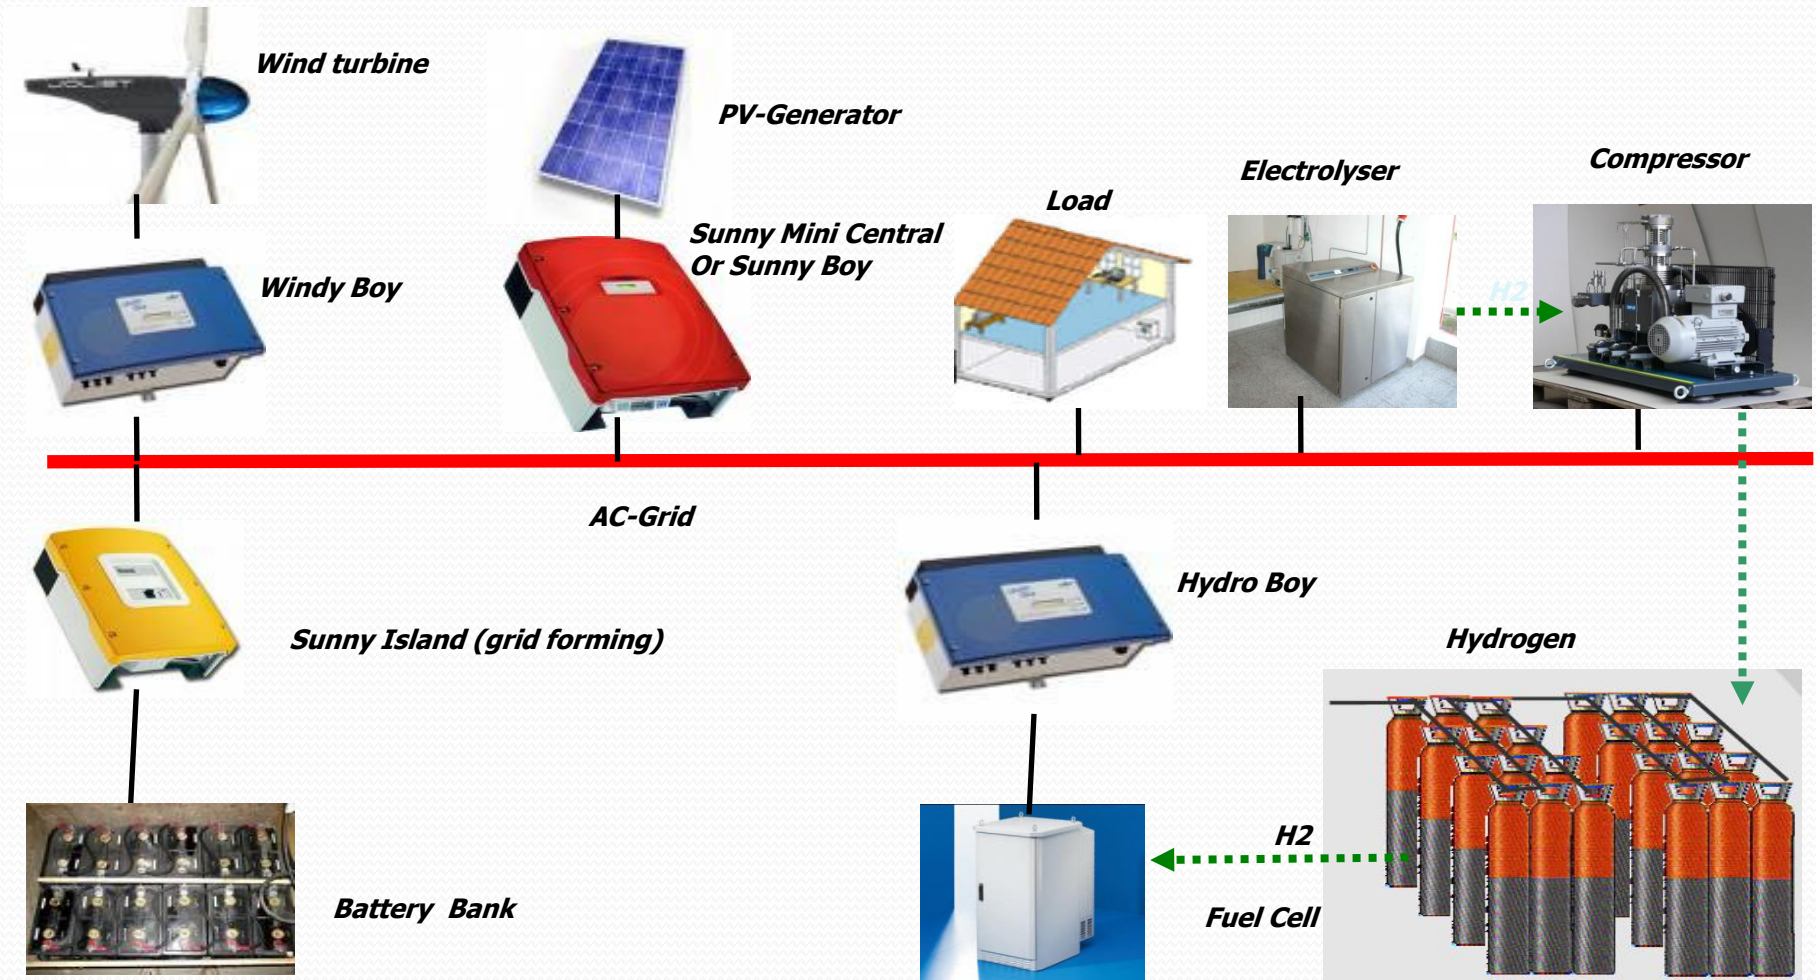 Wind turbine
JOLIET
PV-Generator
Compressor
Electrolyser
Load
Sunny Mini Central
Or Sunny Boy
Windy Boy
H2
AC-Grid
Hydro Boy
Sunny Island (grid forming)
Hydrogen
H2
Battery  Bank
Fuel Cell